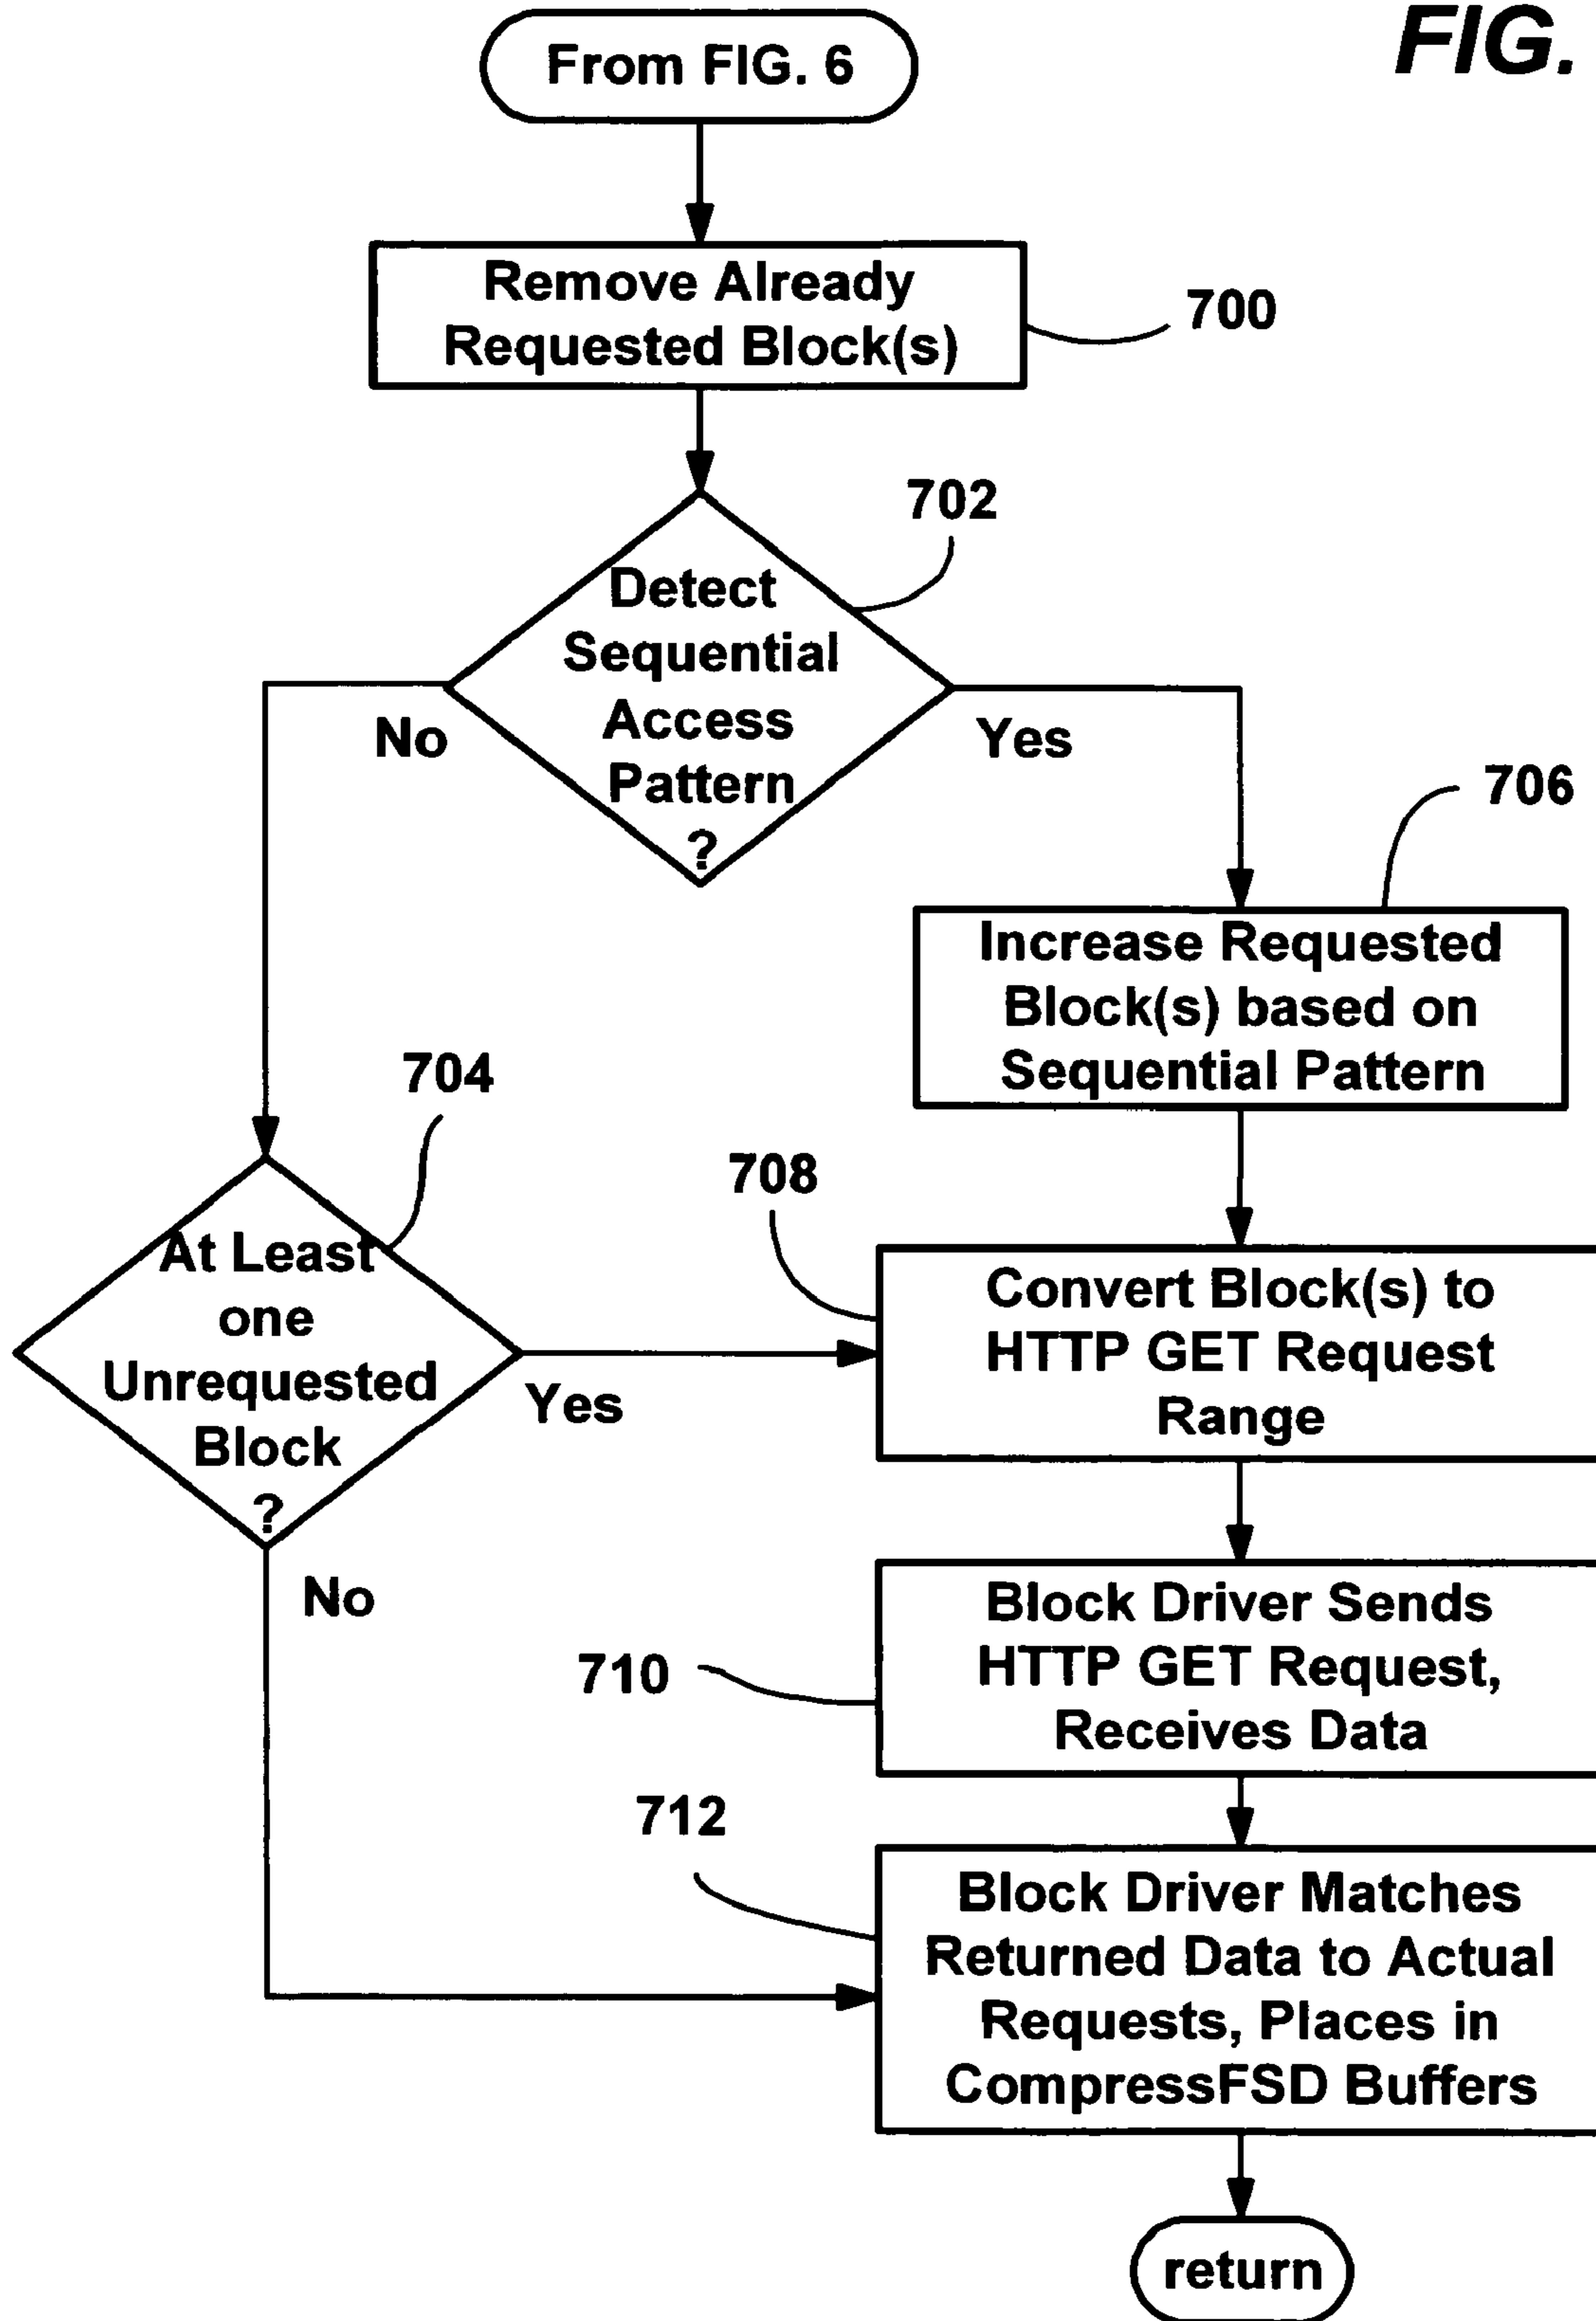 FIG.
From FIG. 6
Remove Already
Requested Block(s)
700
702
Detect
Sequential
Access
Pattern
?
No
Yes
706
Increase Requested
Block(s) based on
Sequential Pattern
704
708
At Least
one
Unrequested
Block
?
Yes
No
Convert Block(s) to
HTTP GET Request
Range
710
Block Driver Sends
HTTP GET Request,
Receives Data
712
Block Driver Matches
Returned Data to Actual
Requests, Places in
CompressFSD Buffers
return